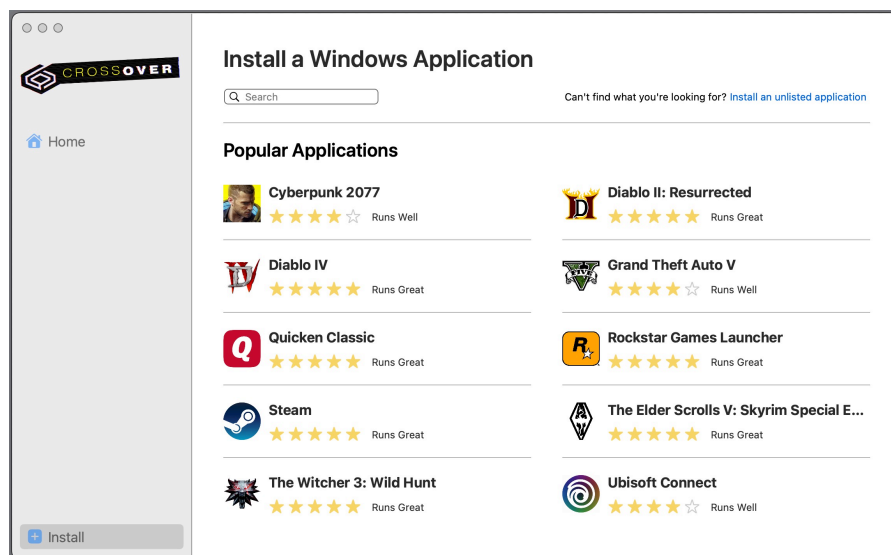 CROSSOVER
Home
Install
Install a Windows Application
Search
Can't find what you're looking for? Install an unlisted application
Popular Applications
Cyberpunk 2077
Runs Well
Diablo II: Resurrected
Runs Great
Diablo IV
Runs Great
Grand Theft Auto V
Runs Well
Quicken Classic
Runs Great
Rockstar Games Launcher
Runs Great
Steam
Runs Great
The Elder Scrolls V: Skyrim Special E...
Runs Great
The Witcher 3: Wild Hunt
Runs Great
Ubisoft Connect
Runs Well